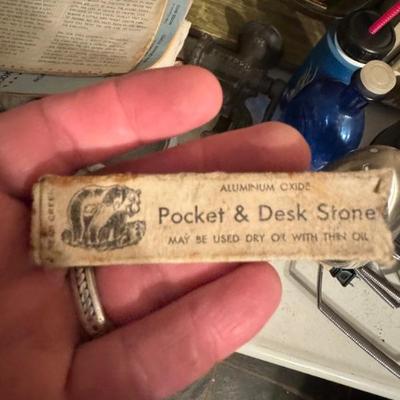 ALUMINUM OXIDE
Pocket & Desk Stone
MAY BE USED DRY OR WITH THIN OIL